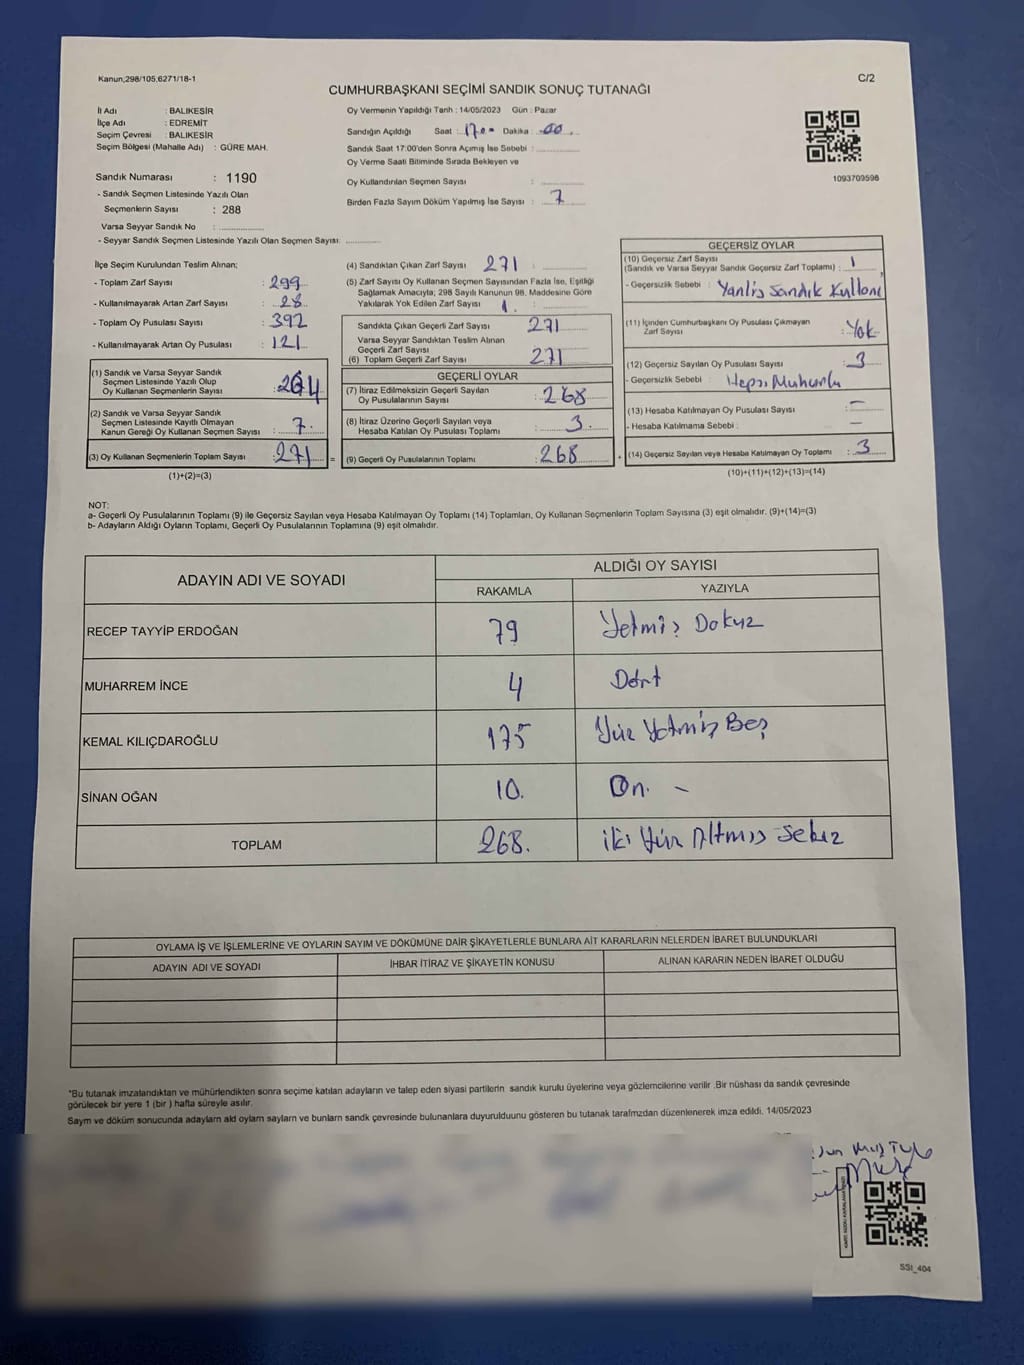 Kanun;298/105,6271/18-1
C/2
CUMHURBAŞKANI SEÇİMİ SANDIK SONUÇ TUTANAĞI
İl Adı : BALIKESİR
İlçe Adı : EDREMİT
Seçim Çevresi : BALIKESİR
Seçim Bölgesi (Mahalle Adı) : GÜRE MAH.
Sandık Numarası : 1190
- Sandık Seçmen Listesinde Yazılı Olan
Seçmenlerin Sayısı : 288
Varsa Seyyar Sandık No :
- Seyyar Sandık Seçmen Listesinde Yazılı Olan Seçmen Sayısı:
Oy Vermenin Yapıldığı Tarih : 14/05/2023 Gün : Pazar
Sandığın Açıldığı Saat : 17.00 Dakika : -00
Sandık Saat 17:00'den Sonra Açımış İse Sebebi :
Oy Verme Saati Bitiminde Sırada Bekleyen ve
Oy Kullandırılan Seçmen Sayısı :
Birden Fazla Sayım Döküm Yapılmış İse Sayısı : 7
1093709596
İlçe Seçim Kurulundan Teslim Alınan;
- Toplam Zarf Sayısı : 299
- Kullanılmayarak Artan Zarf Sayısı : 28
- Toplam Oy Pusulası Sayısı : 392
- Kullanılmayarak Artan Oy Pusulası : 121
(1) Sandık ve Varsa Seyyar Sandık
Seçmen Listesinde Yazılı Olup
Oy Kullanan Seçmenlerin Sayısı : 264
(2) Sandık ve Varsa Seyyar Sandık
Seçmen Listesinde Kayıtlı Olmayan
Kanun Gereği Oy Kullanan Seçmen Sayısı : 7.
(3) Oy Kullanan Seçmenlerin Toplam Sayısı : 271
(1)+(2)=(3)
(4) Sandıktan Çıkan Zarf Sayısı 271 :
(5) Zarf Sayısı Oy Kullanan Seçmen Sayısından Fazla İse, Eşitliği
Sağlamak Amacıyla; 298 Sayılı Kanunun 98. Maddesine Göre
Yakılarak Yok Edilen Zarf Sayısı 1. :
Sandıkta Çıkan Geçerli Zarf Sayısı 271
Varsa Seyyar Sandıktan Teslim Alınan
Geçerli Zarf Sayısı
(6) Toplam Geçerli Zarf Sayısı 271
GEÇERLİ OYLAR
(7) İtiraz Edilmeksizin Geçerli Sayılan
Oy Pusulalarının Sayısı : 268
(8) İtiraz Üzerine Geçerli Sayılan veya
Hesaba Katılan Oy Pusulası Toplamı : 3.
= (9) Geçerli Oy Pusulalarının Toplamı : 268
GEÇERSİZ OYLAR
(10) Geçersiz Zarf Sayısı
(Sandık ve Varsa Seyyar Sandık Geçersiz Zarf Toplamı) : 1
- Geçersizlik Sebebi : Yanlış Sandık Kullanı
(11) İçinden Cumhurbaşkanı Oy Pusulası Çıkmayan
Zarf Sayısı : Yok
(12) Geçersiz Sayılan Oy Pusulası Sayısı : 3
- Geçersizlik Sebebi : Hepsi
(13) Hesaba Katılmayan Oy Pusulası Sayısı : -
- Hesaba Katılmama Sebebi : -
(14) Geçersiz Sayılan veya Hesaba Katılmayan Oy Toplamı : 3
(10)+(11)+(12)+(13)=(14)
NOT:
a- Geçerli Oy Pusulalarının Toplamı (9) ile Geçersiz Sayılan veya Hesaba Katılmayan Oy Toplamı (14) Toplamları, Oy Kullanan Seçmenlerin Toplam Sayısına (3) eşit olmalıdır. (9)+(14)=(3)
b- Adayların Aldığı Oyların Toplamı, Geçerli Oy Pusulalarının Toplamına (9) eşit olmalıdır.
ADAYIN ADI VE SOYADI
ALDIĞI OY SAYISI
RAKAMLA YAZIYLA
RECEP TAYYİP ERDOĞAN 79 Yetmiş Dokuz
MUHARREM İNCE 4 Dört
KEMAL KILIÇDAROĞLU 175 Yüz Yetmiş Beş
SİNAN OĞAN 10. On. -
TOPLAM 268. iki Yüz Altmış Sekiz
OYLAMA İŞ VE İŞLEMLERİNE VE OYLARIN SAYIM VE DÖKÜMÜNE DAİR ŞİKAYETLERLE BUNLARA AİT KARARLARIN NELERDEN İBARET BULUNDUKLARI
ADAYIN ADI VE SOYADI İHBAR İTİRAZ VE ŞİKAYETİN KONUSU ALINAN KARARIN NEDEN İBARET OLDUĞU
*Bu tutanak imzalandıktan ve mühürlendikten sonra seçime katılan adayların ve talep eden siyasi partilerin sandık kurulu üyelerine veya gözlemcilerine verilir .Bir nüshası da sandık çevresinde
görülecek bir yere 1 (bir ) hafta süreyle asılır.
Saym ve döküm sonucunda adaylarn ald oylarn saylarn ve bunlarn sandk çevresinde bulunanlara duyurulduunu gösteren bu tutanak tarafmzdan düzenlenerek imza edildi. 14/05/2023
SSI_404